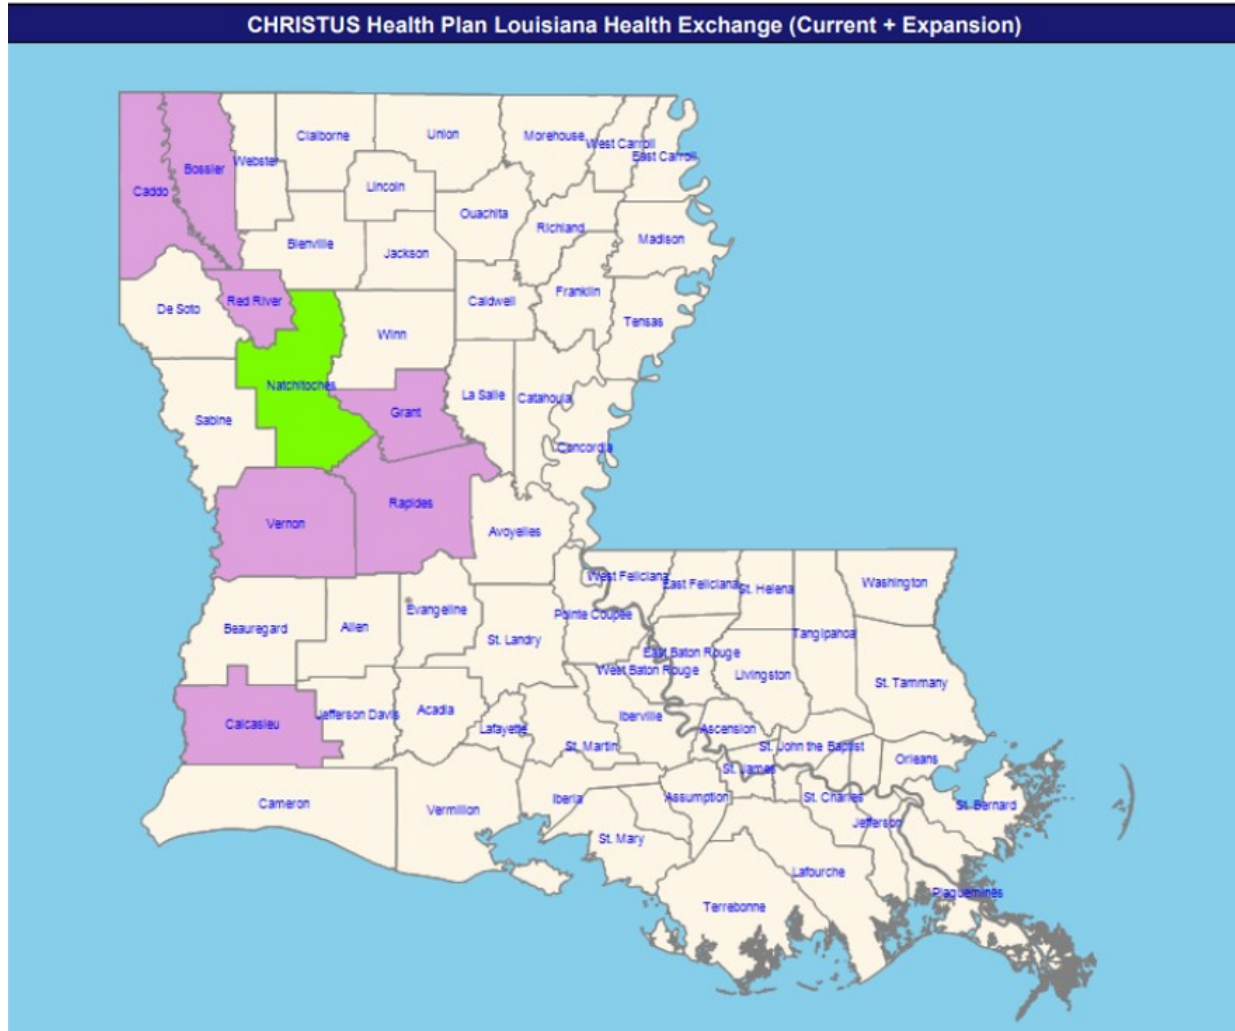 CHRISTUS Health Plan Louisiana Health Exchange (Current + Expansion)
Claiborne
Union
Morehouse
West Carroll
East Carroll
Webster
Bossier
Caddo
Lincoln
Ouachita
Richland
Madison
Bienville
Jackson
Red River
De Soto
Caldwell
Franklin
Tensas
Winn
Natchitoches
La Salle
Catahoula
Grant
Sabine
Concordia
Rapides
Vernon
Avoyelles
West Feliciana
East Feliciana
St. Helena
Washington
Evangeline
Pointe Coupee
Beauregard
Allen
St. Landry
Tangipahoa
East Baton Rouge
West Baton Rouge
Livingston
St. Tammany
Calcasieu
Jefferson Davis
Acadia
Lafayette
Iberville
Ascension
St. Martin
St. John the Baptist
Orleans
St. James
Cameron
Vermilion
Iberia
Assumption
St. Charles
St. Bernard
Jefferson
St. Mary
Lafourche
Plaquemines
Terrebonne